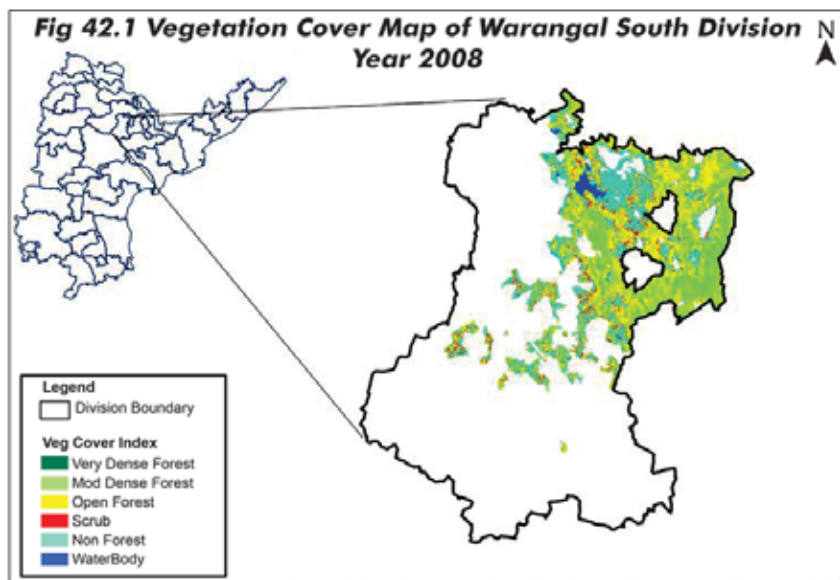 Fig 42.1 Vegetation Cover Map of Warangal South Division
Year 2008
N
Legend
Division Boundary
Veg Cover Index
Very Dense Forest
Mod Dense Forest
Open Forest
Scrub
Non Forest
WaterBody